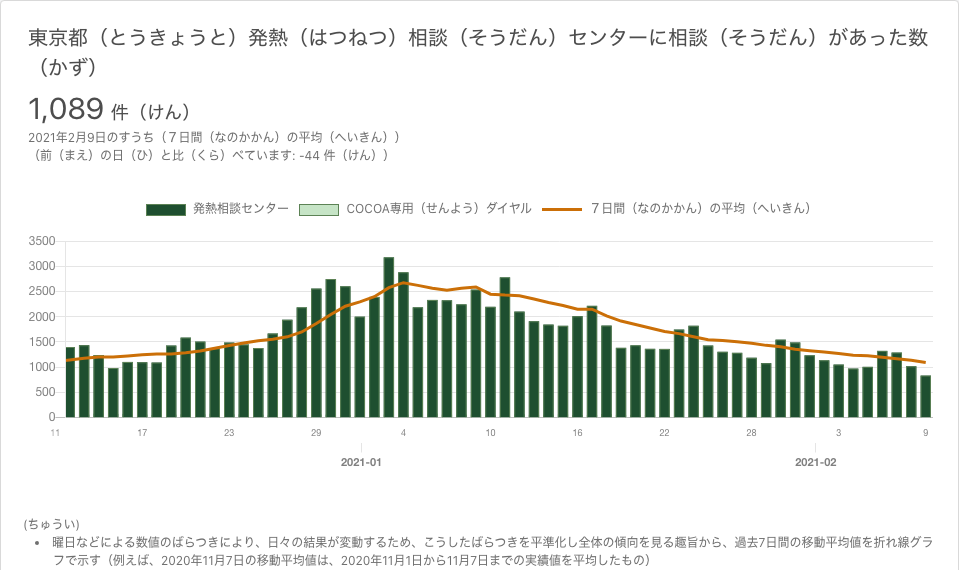 東京都（とうきょうと）発熱（はつねつ）相談（そうだん）センターに相談（そうだん）があった数
（かず）
1,089 件（けん）
2021年2月9日のすうち（７日間（なのかかん）の平均（へいきん））
（前（まえ）の日（ひ）と比（くら）べています: -44 件（けん））
発熱相談センター COCOA専用（せんよう）ダイヤル ７日間（なのかかん）の平均（へいきん）
3500
3000
2500
2000
1500
1000
500
0
11 17 23 29 4 10 16 22 28 3 9
2021-01 2021-02
(ちゅうい)
• 曜日などによる数値のばらつきにより、日々の結果が変動するため、こうしたばらつきを平準化し全体の傾向を見る趣旨から、過去7日間の移動平均値を折れ線グラ
フで示す（例えば、2020年11月7日の移動平均値は、2020年11月1日から11月7日までの実績値を平均したもの）